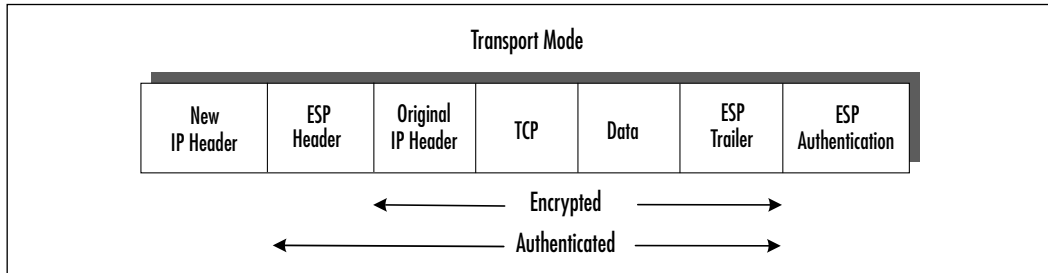 Transport Mode
New
IP Header
ESP
Header
Original
IP Header
TCP
Data
ESP
Trailer
ESP
Authentication
Encrypted
Authenticated